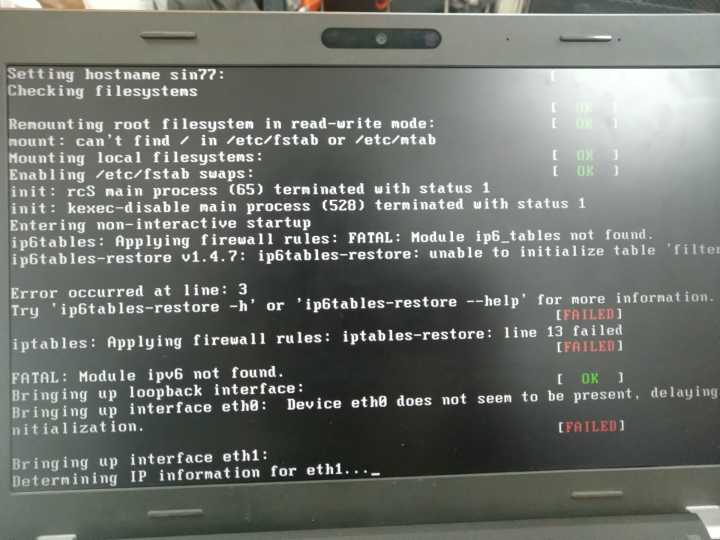 Setting hostname sin77: [
Checking filesystems
[ OK ]
Remounting root filesystem in read-write mode: [ OK ]
mount: can't find / in /etc/fstab or /etc/mtab
Mounting local filesystems: [ OK ]
Enabling /etc/fstab swaps: [ OK ]
init: rcS main process (65) terminated with status 1
init: kexec-disable main process (528) terminated with status 1
Entering non-interactive startup
ip6tables: Applying firewall rules: FATAL: Module ip6_tables not found.
ip6tables-restore v1.4.7: ip6tables-restore: unable to initialize table 'filter
Error occurred at line: 3
Try 'ip6tables-restore -h' or 'ip6tables-restore --help' for more information.
[FAILED]
iptables: Applying firewall rules: iptables-restore: line 13 failed
[FAILED]
FATAL: Module ipv6 not found.
Bringing up loopback interface: [ OK ]
Bringing up interface eth0: Device eth0 does not seem to be present, delaying
nitialization.
[FAILED]
Bringing up interface eth1:
Determining IP information for eth1..._